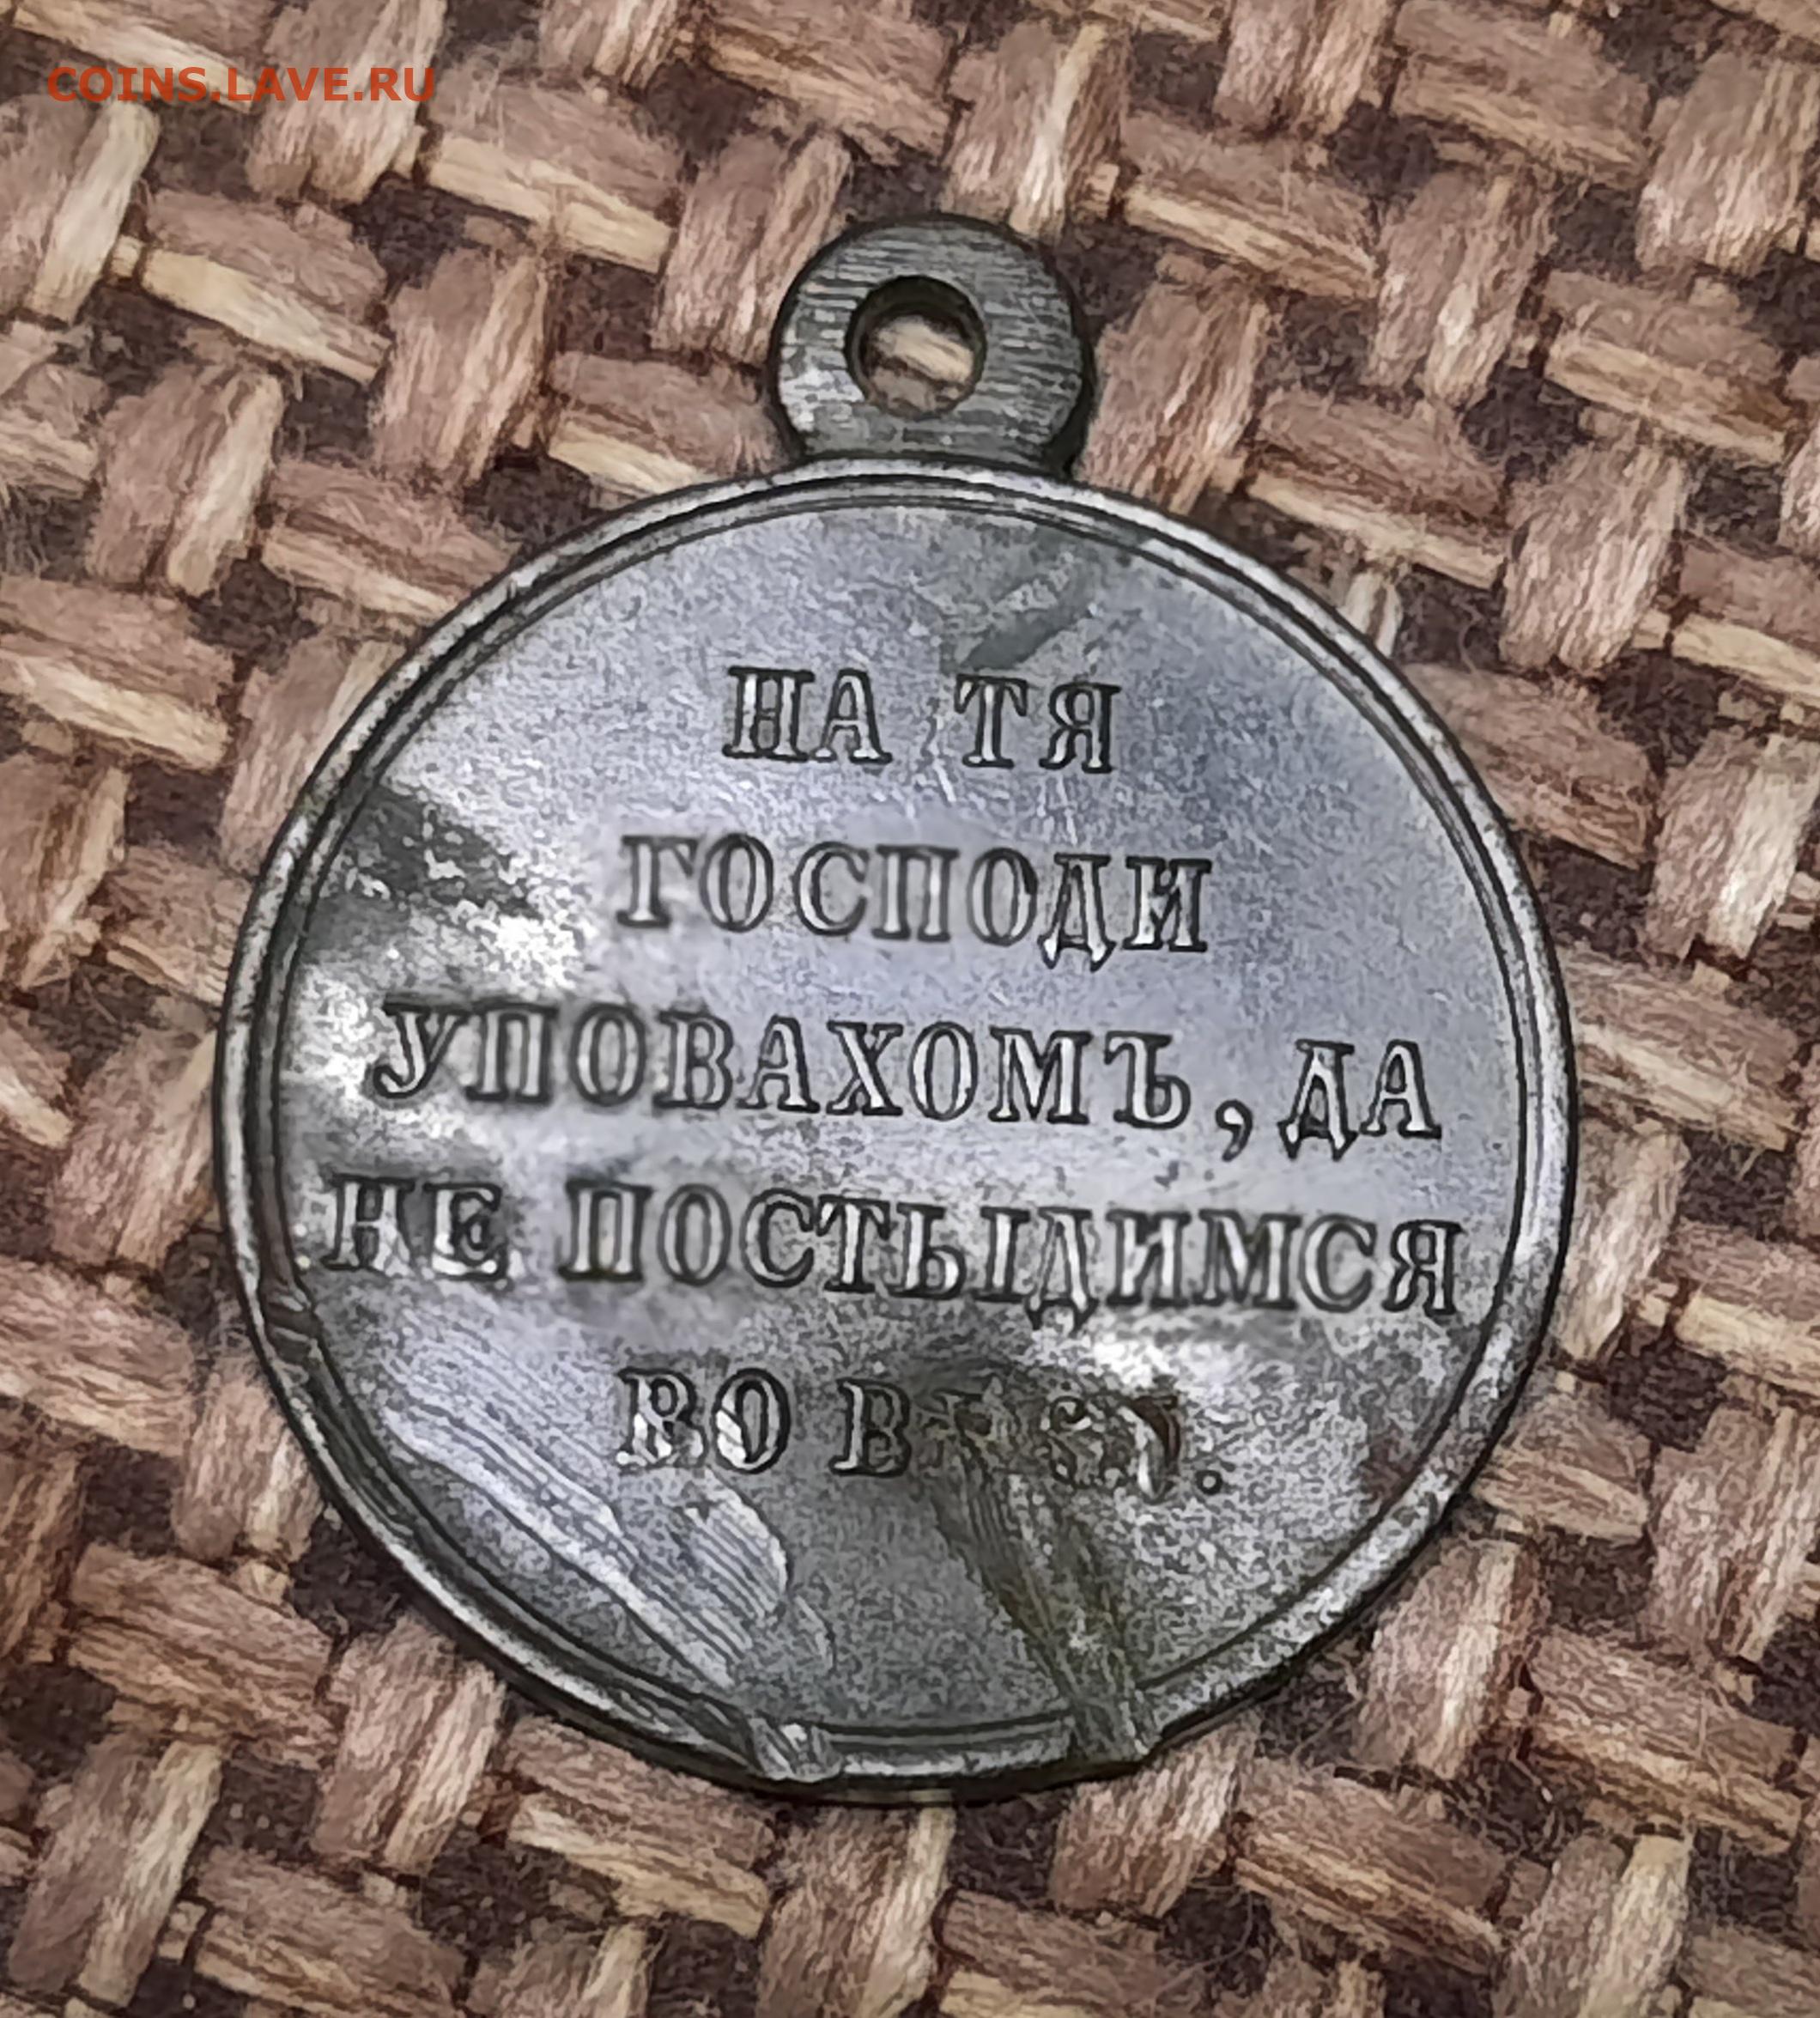 COINS.LAVE.RU
НА ТЯ
ГОСПОДИ
УПОВАХОМЪ, ДА
НЕ ПОСТЫДИМСЯ
ВО